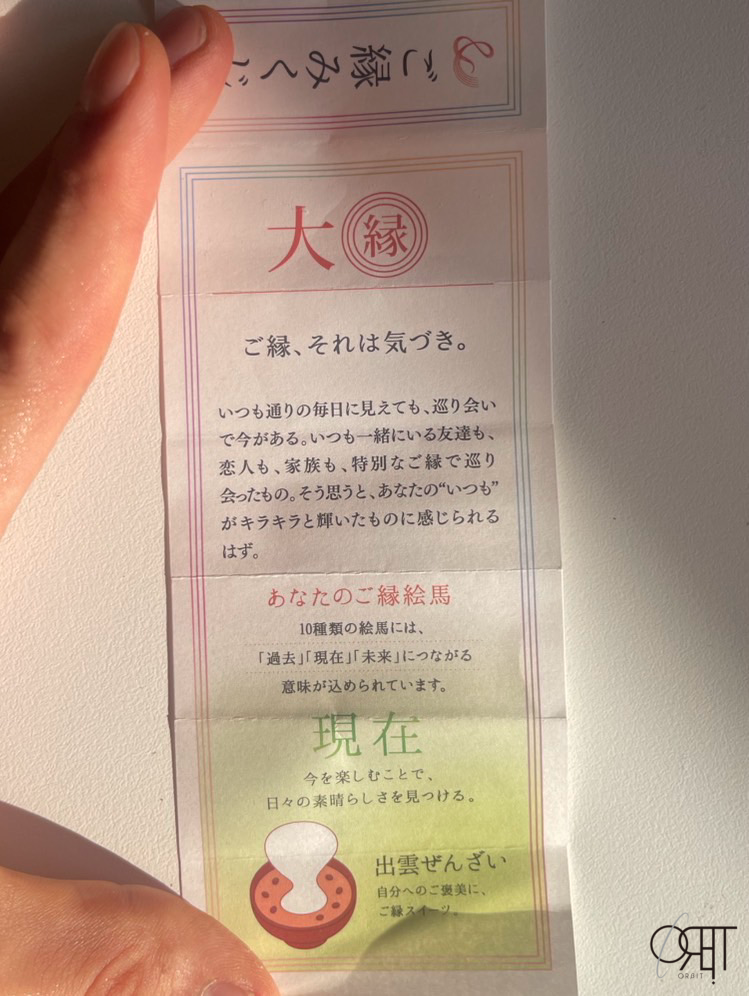 ご縁みくじ
大縁
ご縁、それは気づき。
いつも通りの毎日に見えても、巡り会い
で今がある。いつも一緒にいる友達も、
恋人も、家族も、特別なご縁で巡り
会ったもの。そう思うと、あなたの“いつも”
がキラキラと輝いたものに感じられる
はず。
あなたのご縁絵馬
10種類の絵馬には、
「過去」「現在」「未来」につながる
意味が込められています。
現在
今を楽しむことで、
日々の素晴らしさを見つける。
出雲ぜんざい
自分へのご褒美に、
ご縁スイーツ。
ORBIT
ORBIT